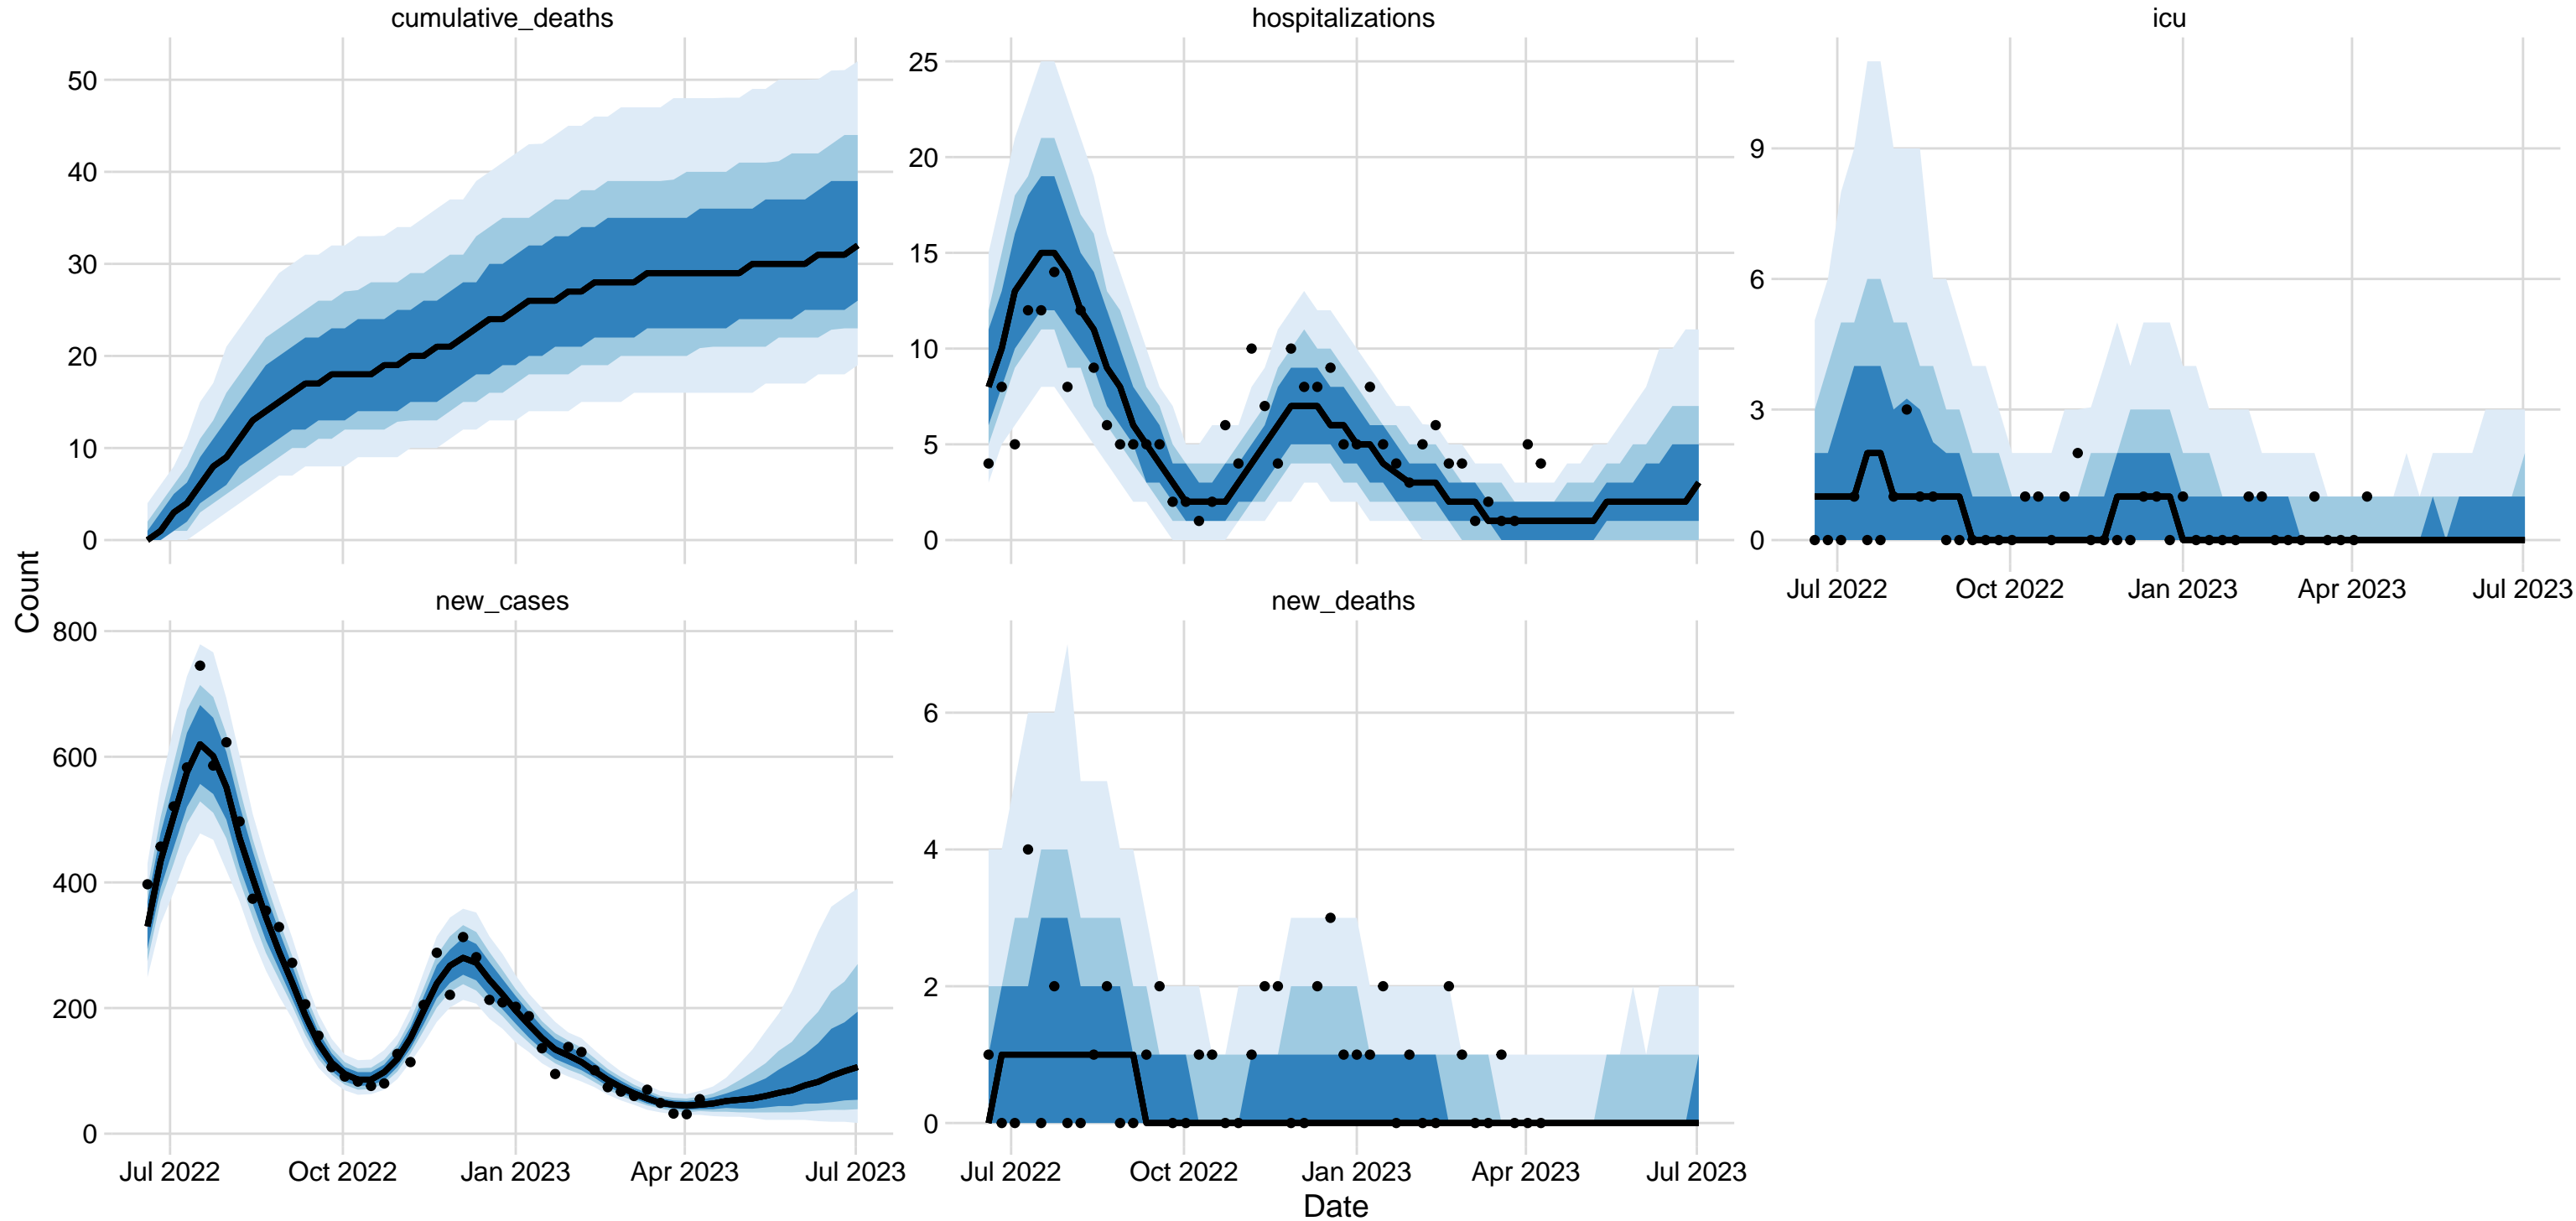 cumulative_deaths
hospitalizations
icu
50
40
30
20
10
0
25
20
15
10
5
0
9
6
3
0
Jul 2022 Oct 2022 Jan 2023 Apr 2023 Jul 2023
Count
new_cases
new_deaths
800
600
400
200
0
6
4
2
0
Jul 2022 Oct 2022 Jan 2023 Apr 2023 Jul 2023
Jul 2022 Oct 2022 Jan 2023 Apr 2023 Jul 2023
Date